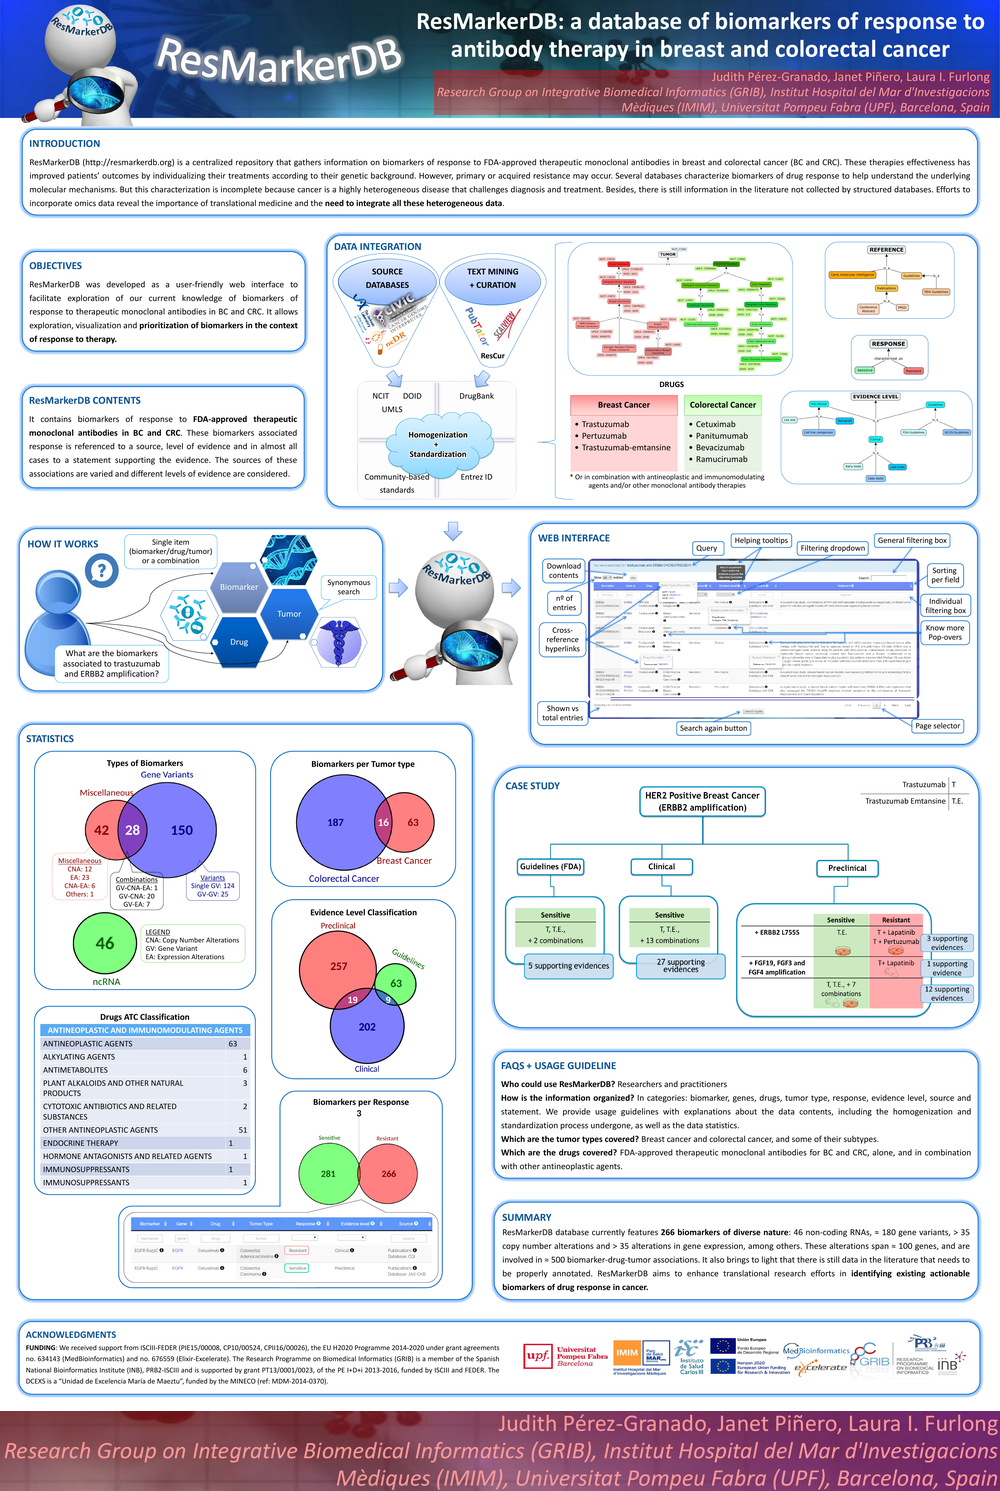 ResMarkerDB
ResMarkerDB
ResMarkerDB: a database of biomarkers of response to
antibody therapy in breast and colorectal cancer
Judith Pérez-Granado, Janet Piñero, Laura I. Furlong
Research Group on Integrative Biomedical Informatics (GRIB), Institut Hospital del Mar d'Investigacions
Mèdiques (IMIM), Universitat Pompeu Fabra (UPF), Barcelona, Spain
INTRODUCTION
ResMarkerDB (http://resmarkerdb.org) is a centralized repository that gathers information on biomarkers of response to FDA-approved therapeutic monoclonal antibodies in breast and colorectal cancer (BC and CRC). These therapies effectiveness has
improved patients' outcomes by individualizing their treatments according to their genetic background. However, primary or acquired resistance may occur. Several databases characterize biomarkers of drug response to help understand the underlying
molecular mechanisms. But this characterization is incomplete because cancer is a highly heterogeneous disease that challenges diagnosis and treatment. Besides, there is still information in the literature not collected by structured databases. Efforts to
incorporate omics data reveal the importance of translational medicine and the need to integrate all these heterogeneous data.
OBJECTIVES
ResMarkerDB was developed as a user-friendly web interface to
facilitate exploration of our current knowledge of biomarkers of
response to therapeutic monoclonal antibodies in BC and CRC. It allows
exploration, visualization and prioritization of biomarkers in the context
of response to therapy.
ResMarkerDB CONTENTS
It contains biomarkers of response to FDA-approved therapeutic
monoclonal antibodies in BC and CRC. These biomarkers associated
response is referenced to a source, level of evidence and in almost all
cases to a statement supporting the evidence. The sources of these
associations are varied and different levels of evidence are considered.
DATA INTEGRATION
SOURCE
DATABASES
TEXT MINING
+ CURATION
CIViC
ncDR
PubTator
SCAIVIEW
ResCur
NCIT DOID
UMLS
DrugBank
Homogenization
+
Standardization
Community-based
standards
Entrez ID
TUMOR
DRUGS
Breast Cancer
• Trastuzumab
• Pertuzumab
• Trastuzumab-emtansine
Colorectal Cancer
• Cetuximab
• Panitumumab
• Bevacizumab
• Ramucirumab
* Or in combination with antineoplastic and immunomodulating
agents and/or other monoclonal antibody therapies
REFERENCE
Guidelines
Publications
FDA Guidelines
Conference
Abstract
PMID
RESPONSE
characterized_as
Sensitive
Resistant
EVIDENCE LEVEL
HOW IT WORKS
?
Single item
(biomarker/drug/tumor)
or a combination
Biomarker
Tumor
Drug
Synonymous
search
What are the biomarkers
associated to trastuzumab
and ERBB2 amplification?
ResMarkerDB
WEB INTERFACE
Query
Helping tooltips
Filtering dropdown
General filtering box
Download
contents
nº of
entries
Cross-
reference
hyperlinks
Shown vs
total entries
Sorting
per field
Individual
filtering box
Know more
Pop-overs
Search again button
Page selector
STATISTICS
Types of Biomarkers
Gene Variants
Miscellaneous
42
28
150
Miscellaneous
CNA: 12
EA: 23
CNA-EA: 6
Others: 1
Combinations
GV-CNA-EA: 1
GV-CNA: 20
GV-EA: 7
Variants
Single GV: 124
GV-GV: 25
46
ncRNA
LEGEND
CNA: Copy Number Alterations
GV: Gene Variant
EA: Expression Alterations
Biomarkers per Tumor type
187
16
63
Breast Cancer
Colorectal Cancer
Evidence Level Classification
Preclinical
Guidelines
257
63
19
9
202
Clinical
Drugs ATC Classification
ANTINEOPLASTIC AND IMMUNOMODULATING AGENTS
ANTINEOPLASTIC AGENTS 63
ALKYLATING AGENTS 1
ANTIMETABOLITES 6
PLANT ALKALOIDS AND OTHER NATURAL
PRODUCTS 3
CYTOTOXIC ANTIBIOTICS AND RELATED
SUBSTANCES 2
OTHER ANTINEOPLASTIC AGENTS 51
ENDOCRINE THERAPY 1
HORMONE ANTAGONISTS AND RELATED AGENTS 1
IMMUNOSUPPRESSANTS 1
IMMUNOSUPPRESSANTS 1
Biomarkers per Response
3
Sensitive
Resistant
281
266
Biomarker Gene Drug Tumor Type Response Evidence level Source
Resistant
Sensitive
CASE STUDY
Trastuzumab T
Trastuzumab Emtansine T.E.
HER2 Positive Breast Cancer
(ERBB2 amplification)
Guidelines (FDA)
Clinical
Preclinical
Sensitive
T, T.E.,
+ 2 combinations
5 supporting evidences
Sensitive
T, T.E.,
+ 13 combinations
27 supporting
evidences
Sensitive Resistant
+ ERBB2 L755S
T.E.
T + Lapatinib
T + Pertuzumab
3 supporting
evidences
+ FGF19, FGF3 and
FGF4 amplification
T+ Lapatinib
1 supporting
evidence
T, T.E., + 7
combinations
12 supporting
evidences
FAQS + USAGE GUIDELINE
Who could use ResMarkerDB? Researchers and practitioners
How is the information organized? In categories: biomarker, genes, drugs, tumor type, response, evidence level, source and
statement. We provide usage guidelines with explanations about the data contents, including the homogenization and
standardization process undergone, as well as the data statistics.
Which are the tumor types covered? Breast cancer and colorectal cancer, and some of their subtypes.
Which are the drugs covered? FDA-approved therapeutic monoclonal antibodies for BC and CRC, alone, and in combination
with other antineoplastic agents.
SUMMARY
ResMarkerDB database currently features 266 biomarkers of diverse nature: 46 non-coding RNAs, ≈ 180 gene variants, > 35
copy number alterations and > 35 alterations in gene expression, among others. These alterations span ≈ 100 genes, and are
involved in ≈ 500 biomarker-drug-tumor associations. It also brings to light that there is still data in the literature that needs to
be properly annotated. ResMarkerDB aims to enhance translational research efforts in identifying existing actionable
biomarkers of drug response in cancer.
ACKNOWLEDGMENTS
FUNDING: We received support from ISCIII-FEDER (PIE15/00008, CP10/00524, CPII16/00026), the EU H2020 Programme 2014-2020 under grant agreements
no. 634143 (MedBioinformatics) and no. 676559 (Elixir-Excelerate). The Research Programme on Biomedical Informatics (GRIB) is a member of the Spanish
National Bioinformatics Institute (INB), PRB2-ISCIII and is supported by grant PT13/0001/0023, of the PE I+D+i 2013-2016, funded by ISCIII and FEDER. The
DCEXS is a "Unidad de Excelencia María de Maeztu", funded by the MINECO (ref: MDM-2014-0370).
upf. Universitat
Pompeu Fabra
Barcelona
IMIM
Instituto
de Salud
Carlos III
MedBioinformatics
excelerate
GRIB
INB
Judith Pérez-Granado, Janet Piñero, Laura I. Furlong
Research Group on Integrative Biomedical Informatics (GRIB), Institut Hospital del Mar d'Investigacions
Mèdiques (IMIM), Universitat Pompeu Fabra (UPF), Barcelona, Spain